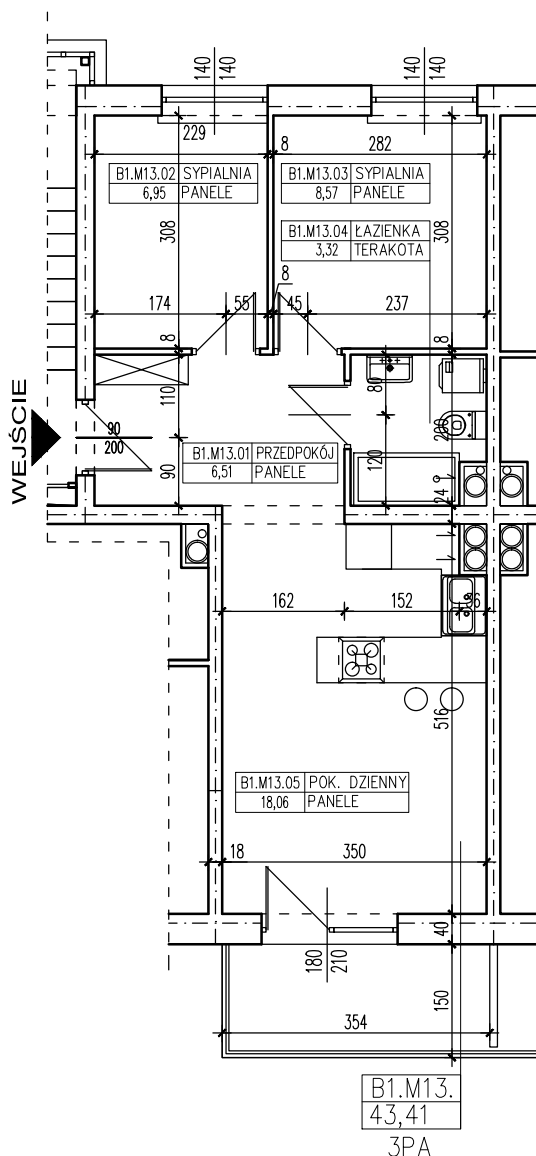 140
140
140
140
229
8
282
B1.M13.02 SYPIALNIA
6,95 PANELE
B1.M13.03 SYPIALNIA
8,57 PANELE
308
B1.M13.04 ŁAZIENKA
3,32 TERAKOTA
308
8
174
55
45
237
8
8
110
80
200
WEJŚCIE
90
200
B1.M13.01 PRZEDPOKÓJ
6,51 PANELE
90
120
24
162
152
36
516
B1.M13.05 POK. DZIENNY
18,06 PANELE
18
350
40
180
210
150
354
B1.M13.
43,41
3PA